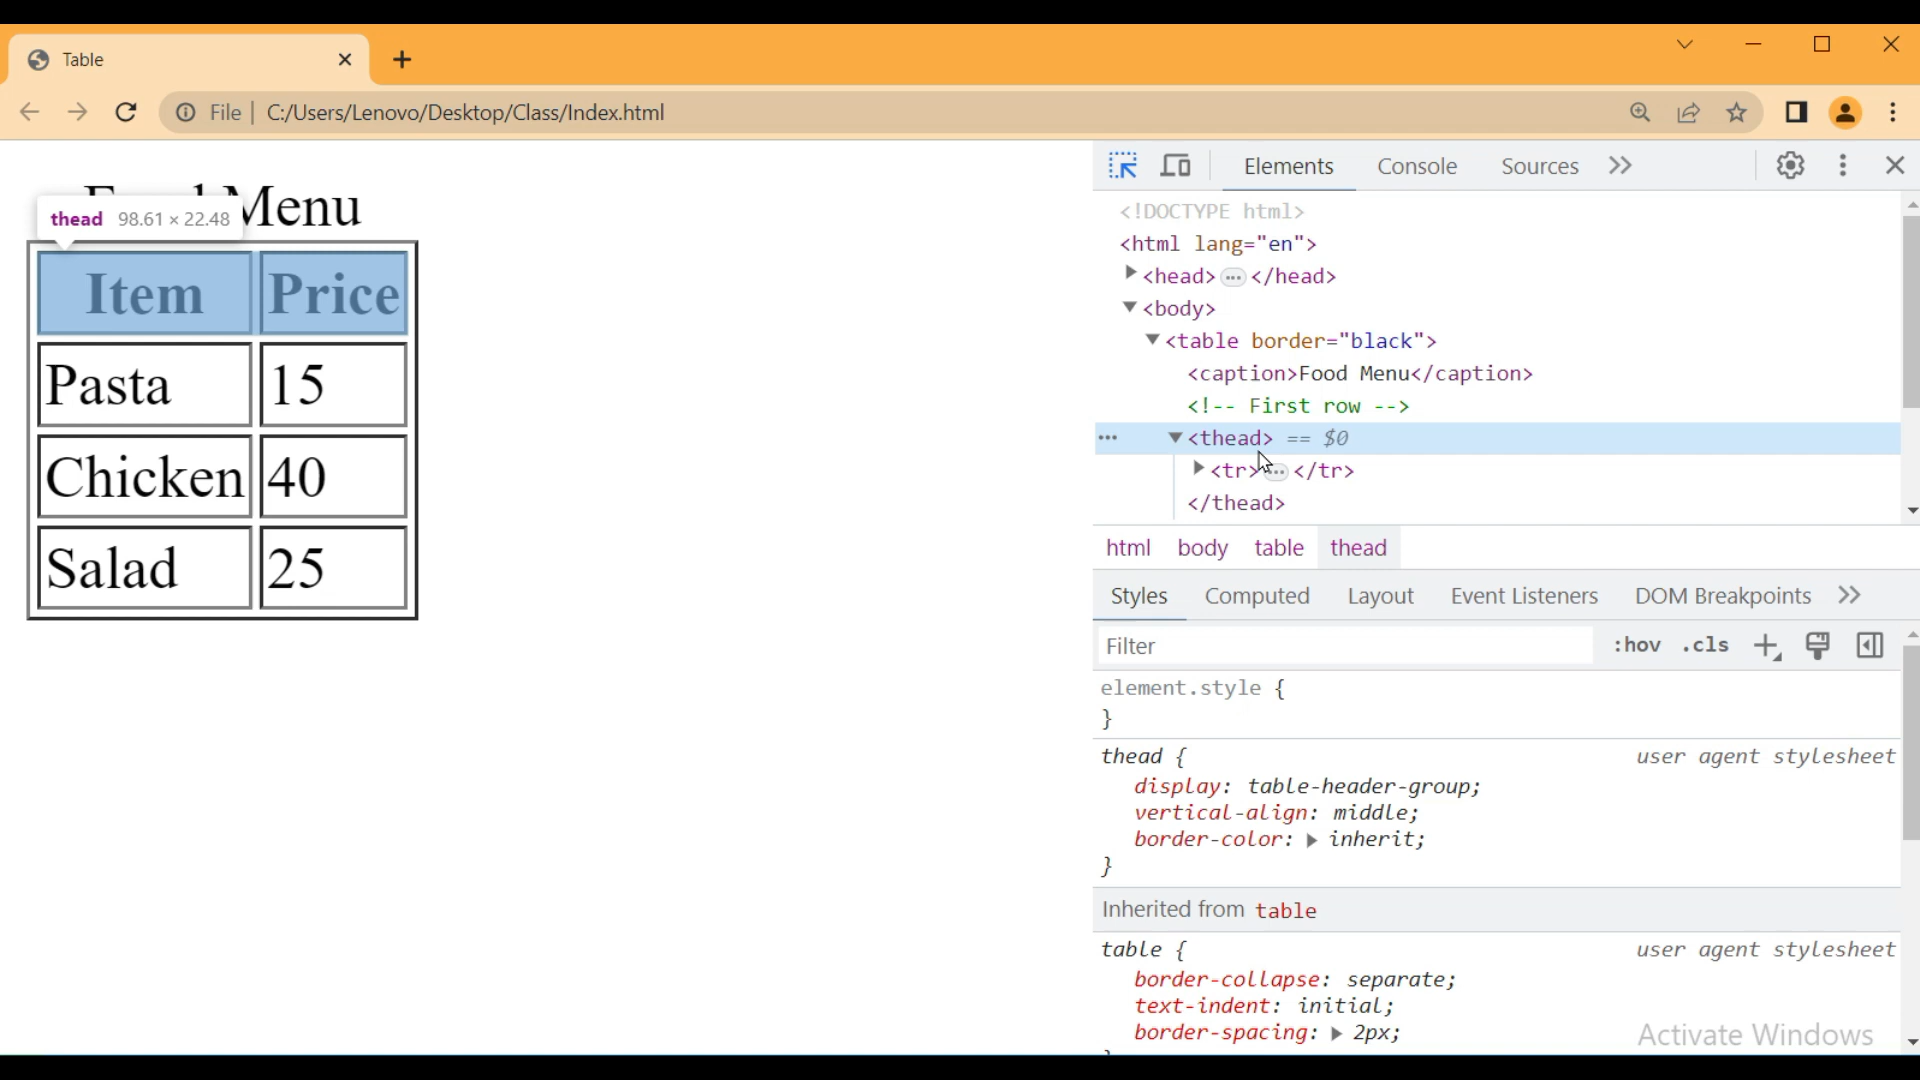 Table
File C:/Users/Lenovo/Desktop/Class/Index.html
Menu
thead 98.61 × 22.48
Item Price
Pasta 15
Chicken 40
Salad 25
Elements Console Sources
<!DOCTYPE html>
<html lang="en">
<head> … </head>
<body>
<table border="black">
<caption>Food Menu</caption>
<!-- First row -->
<thead> == $0
<tr> … </tr>
</thead>
html body table thead
Styles Computed Layout Event Listeners DOM Breakpoints
Filter :hov .cls
element.style {
}
thead { user agent stylesheet
display: table-header-group;
vertical-align: middle;
border-color: inherit;
}
Inherited from table
table { user agent stylesheet
border-collapse: separate;
text-indent: initial;
border-spacing: 2px;
Activate Windows